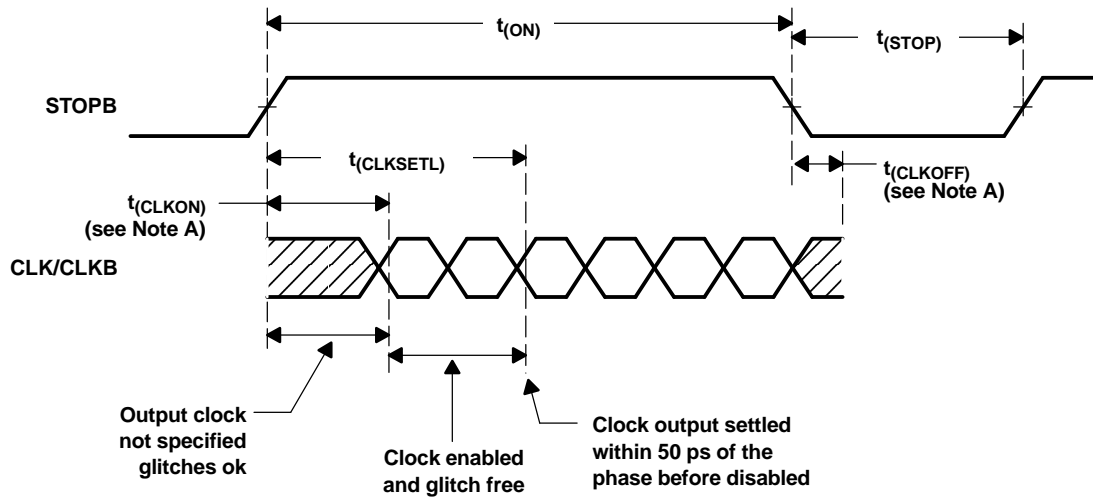 t(ON)
t(STOP)
STOPB
t(CLKSETL)
t(CLKOFF)
(see Note A)
t(CLKON)
(see Note A)
CLK/CLKB
Output clock
not specified
glitches ok
Clock enabled
and glitch free
Clock output settled
within 50 ps of the
phase before disabled